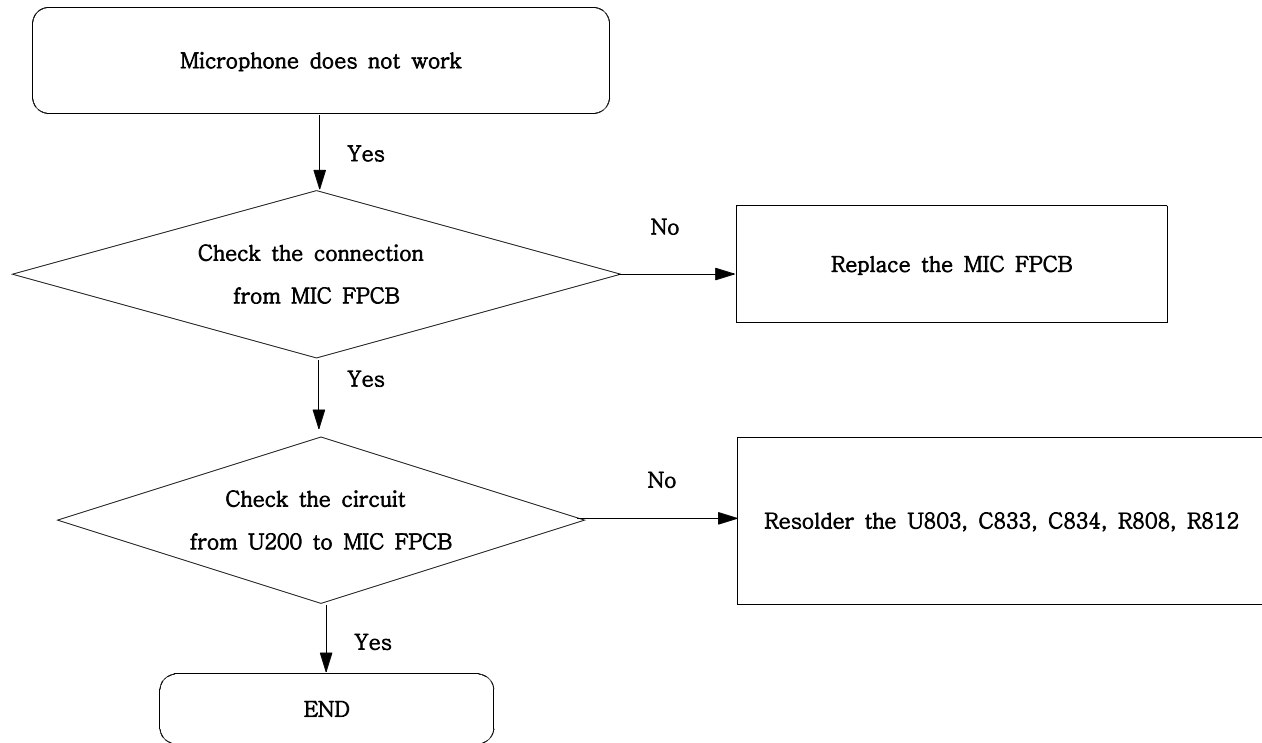 Microphone does not work
Yes
Check the connection
from MIC FPCB
No
Replace the MIC FPCB
Yes
Check the circuit
from U200 to MIC FPCB
No
Resolder the U803, C833, C834, R808, R812
Yes
END